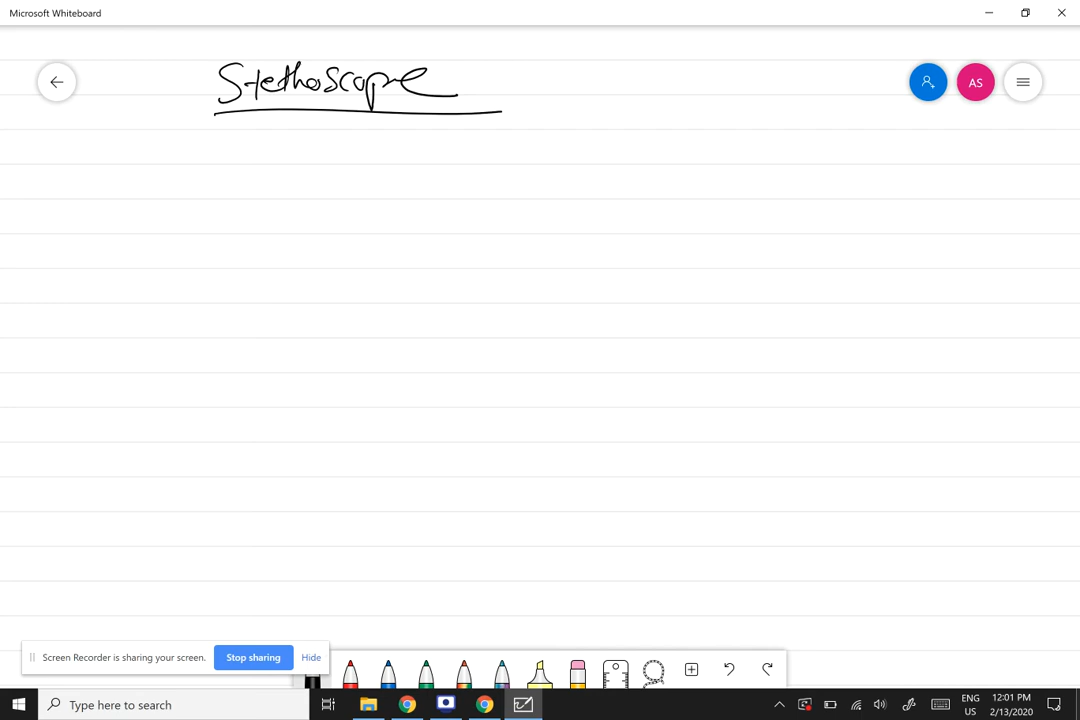 Microsoft Whiteboard
Stethoscope
AS
Screen Recorder is sharing your screen.
Stop sharing
Hide
Type here to search
ENG
US
12:01 PM
2/13/2020